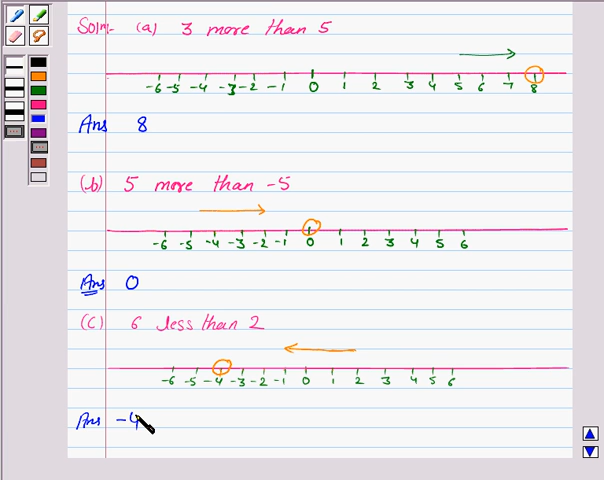 Soln:- (a) 3 more than 5
-6 -5 -4 -3 -2 -1 0 1 2 3 4 5 6 7 8
Ans 8
(b) 5 more than -5
-6 -5 -4 -3 -2 -1 0 1 2 3 4 5 6
Ans 0
(C) 6 less than 2
-6 -5 -4 -3 -2 -1 0 1 2 3 4 5 6
Ans -4